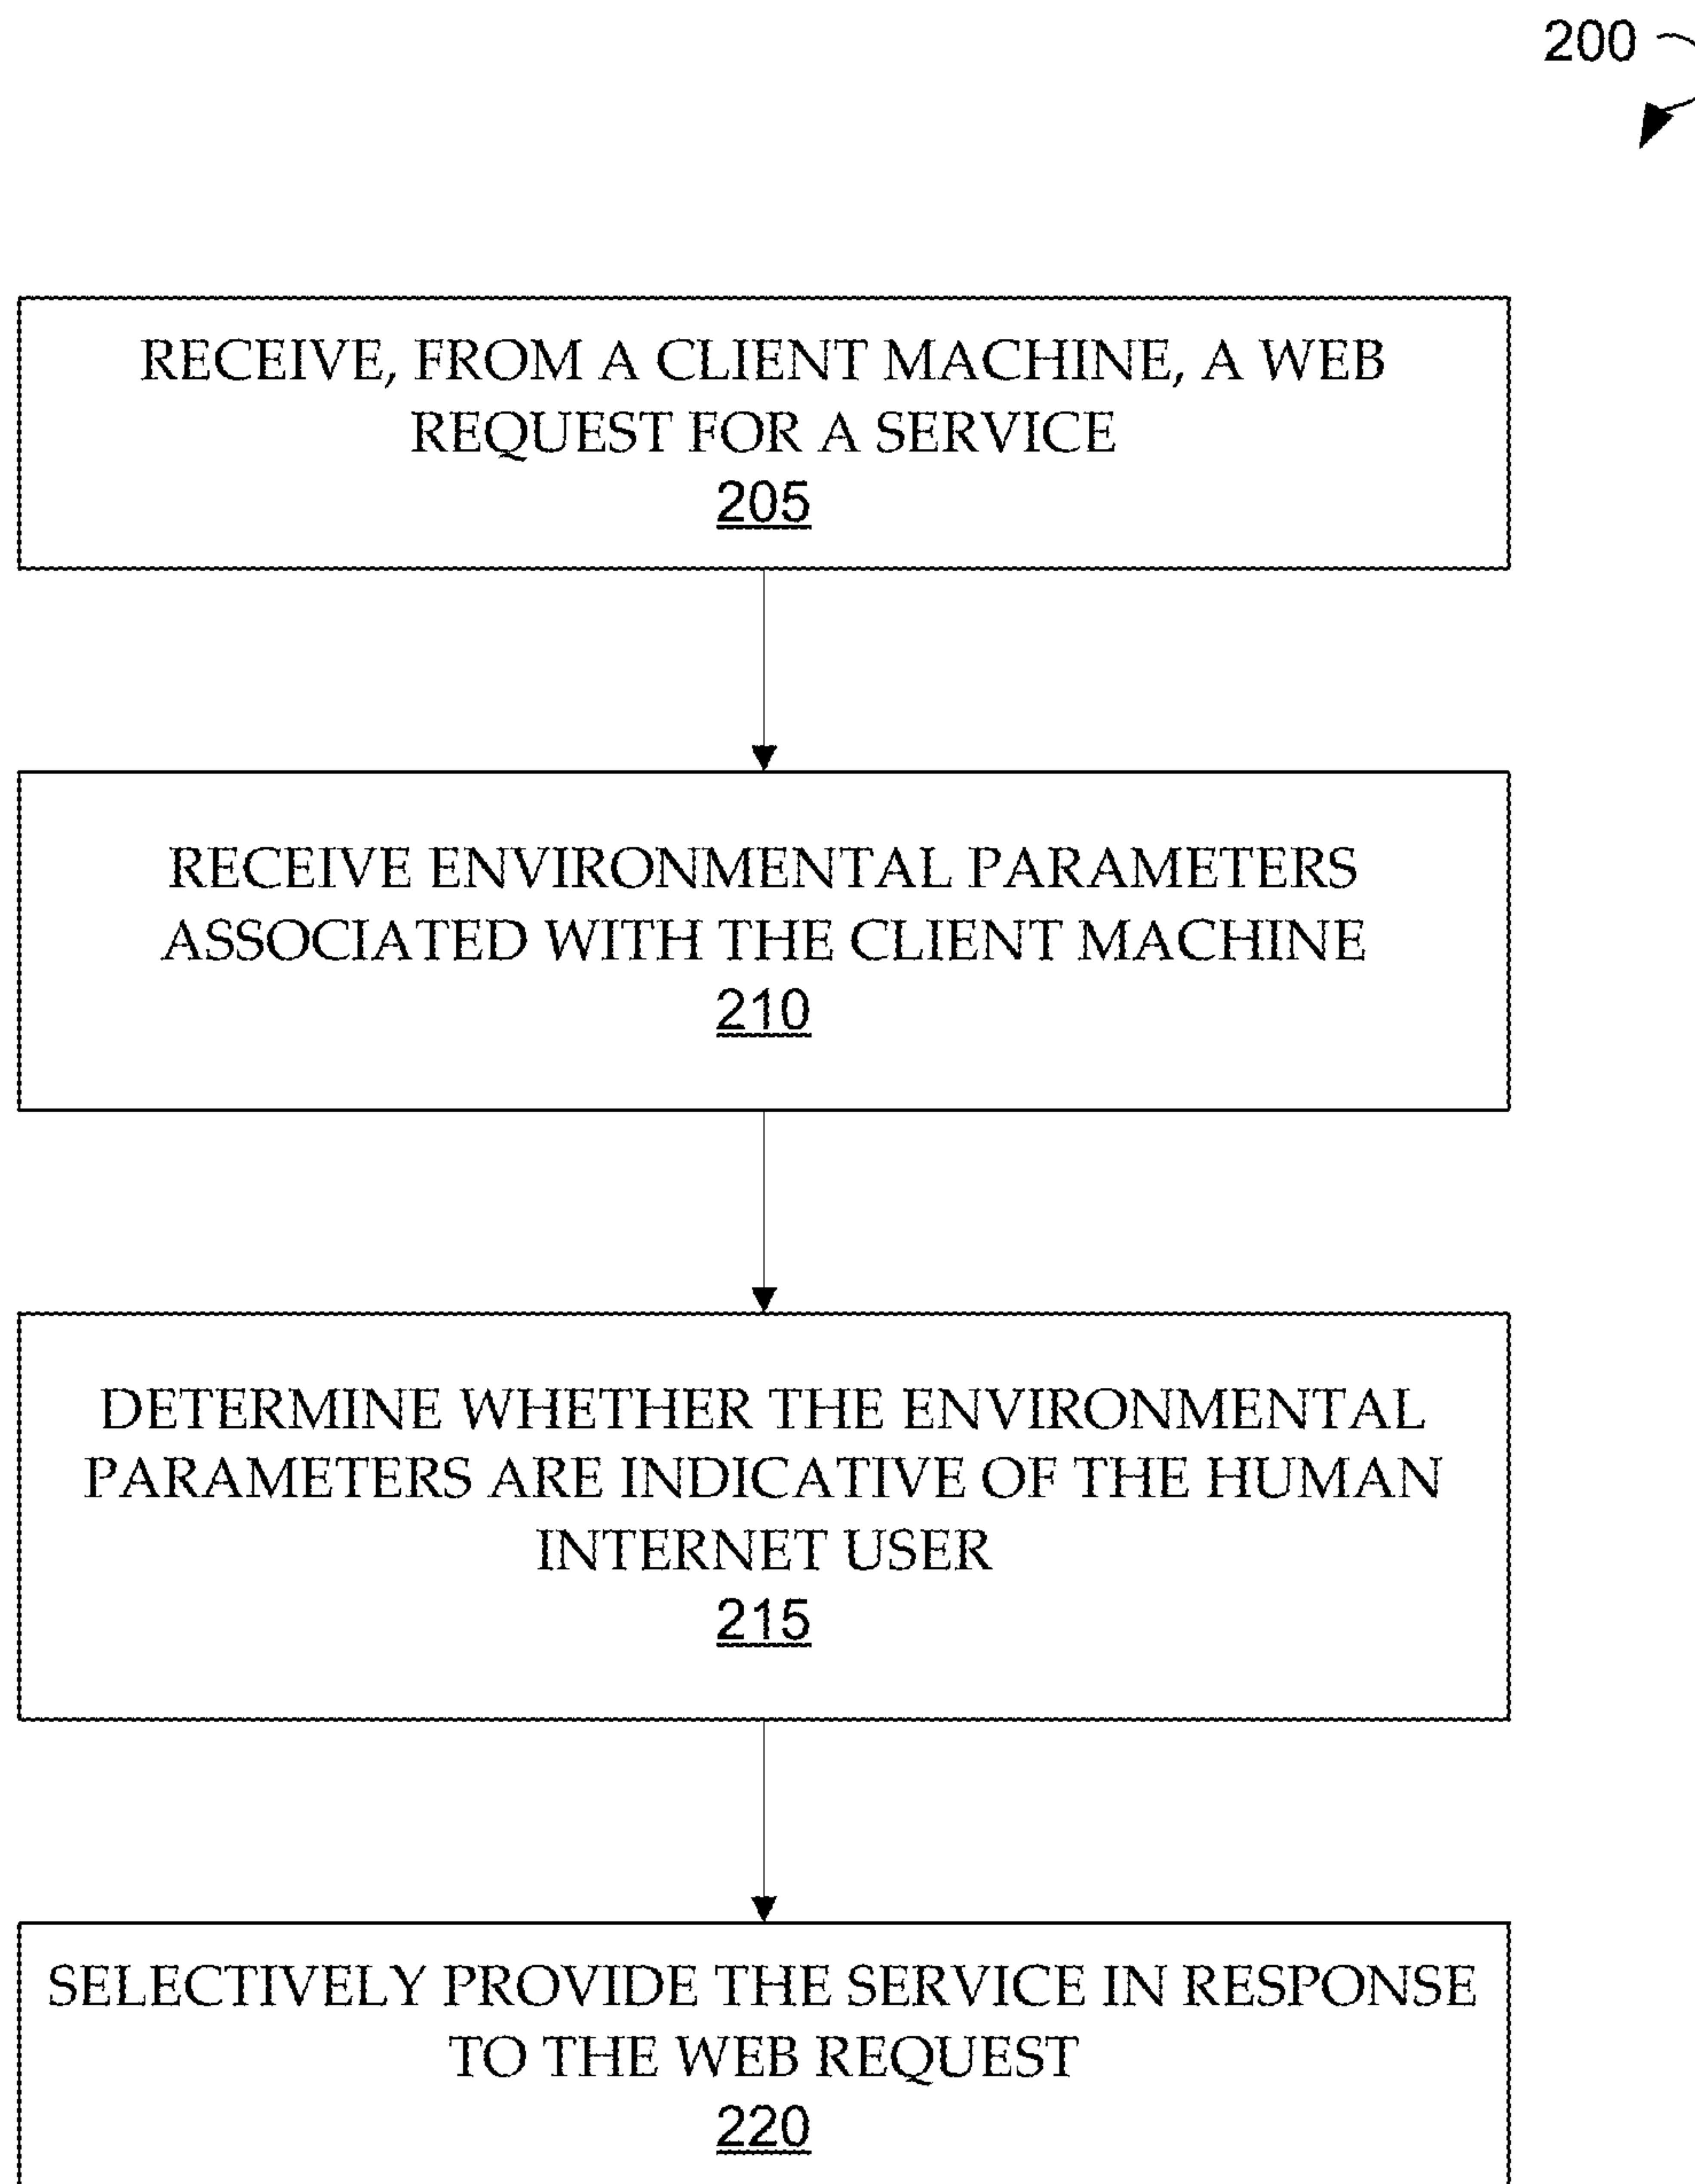 200
RECEIVE, FROM A CLIENT MACHINE, A WEB
REQUEST FOR A SERVICE
205
RECEIVE ENVIRONMENTAL PARAMETERS
ASSOCIATED WITH THE CLIENT MACHINE
210
DETERMINE WHETHER THE ENVIRONMENTAL
PARAMETERS ARE INDICATIVE OF THE HUMAN
INTERNET USER
215
SELECTIVELY PROVIDE THE SERVICE IN RESPONSE
TO THE WEB REQUEST
220